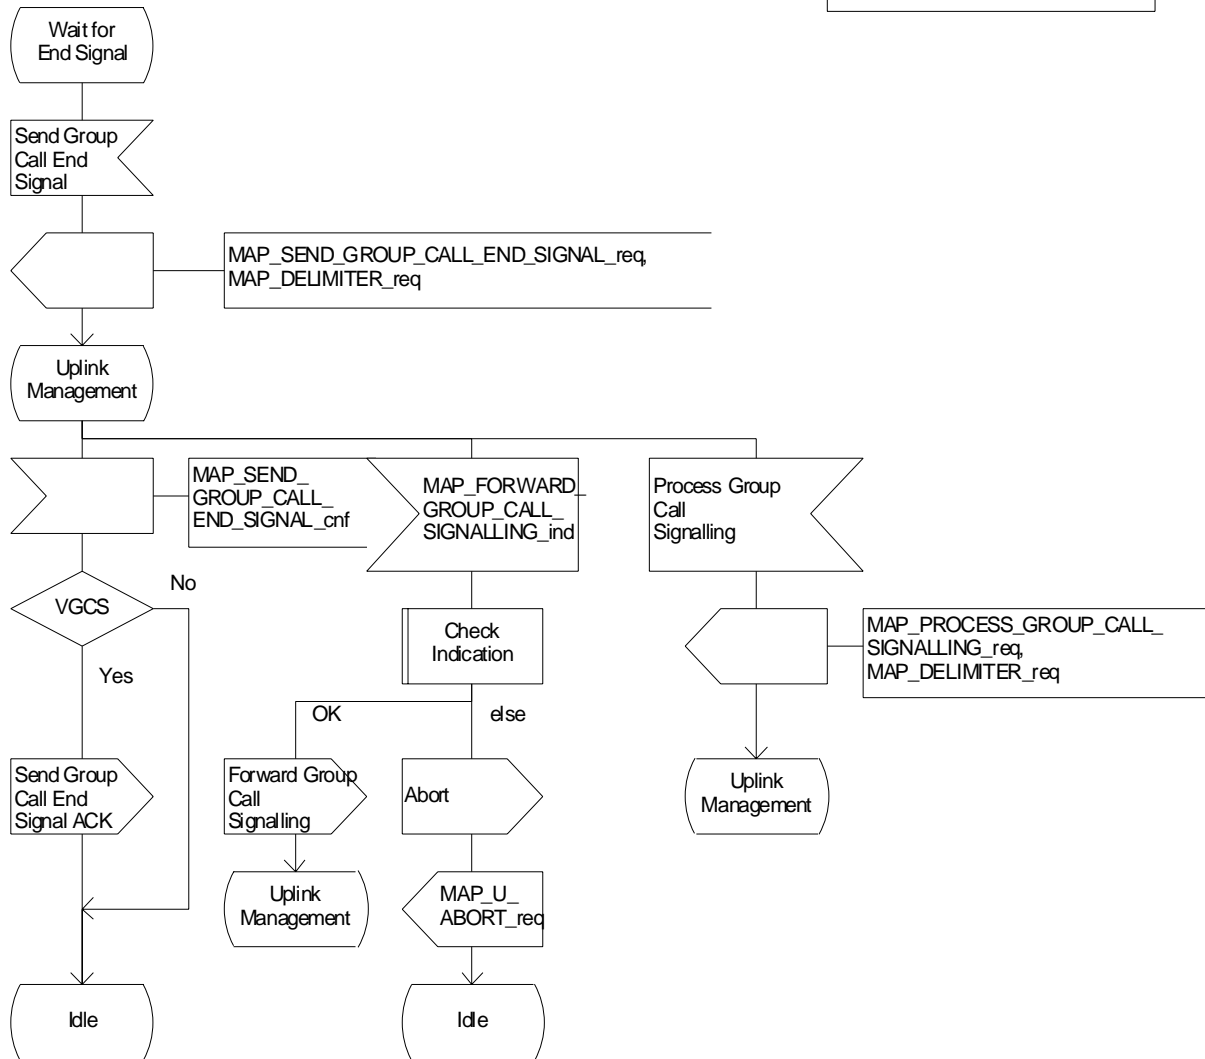 Wait for
End Signal
Send Group
Call End
Signal
MAP_SEND_GROUP_CALL_END_SIGNAL_req,
MAP_DELIMITER_req
Uplink
Management
MAP_SEND_
GROUP_CALL_
END_SIGNAL_cnf
MAP_FORWARD_
GROUP_CALL_
SIGNALLING_ind
Process Group
Call
Signalling
No
VGCS
Yes
Check
Indication
MAP_PROCESS_GROUP_CALL_
SIGNALLING_req,
MAP_DELIMITER_req
OK
else
Send Group
Call End
Signal ACK
Forward Group
Call
Signalling
Abort
Uplink
Management
Uplink
Management
MAP_U_
ABORT_req
Idle
Idle